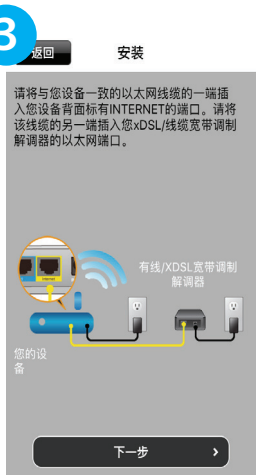 3
返回
安装
请将与您设备一致的以太网线缆的一端插
入您设备背面标有INTERNET的端口。请将
该线缆的另一端插入您xDSL/线缆宽带调制
解调器的以太网端口。
Internet
有线/XDSL宽带调制
解调器
您的设
备
下一步